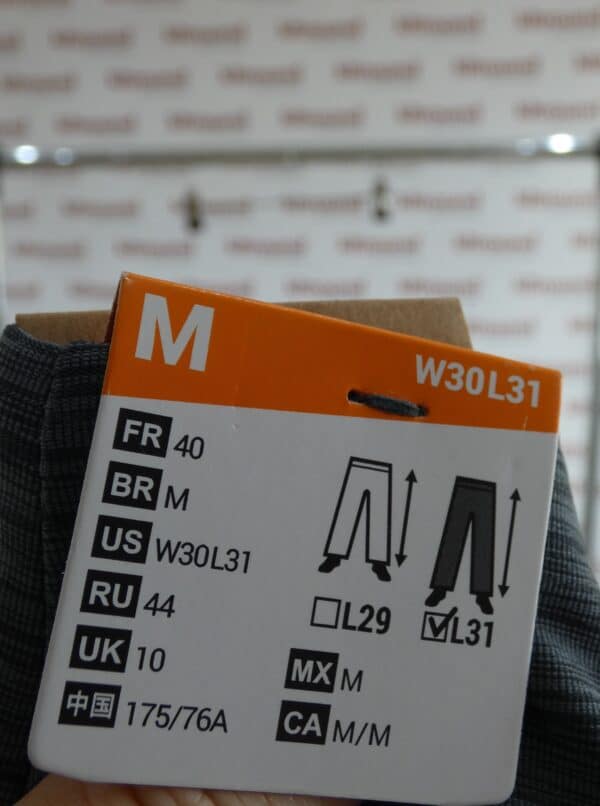 M
W30L31
FR 40
BR M
US W30L31
RU 44
UK 10
中国 175/76A
L29
L31
MX M
CA M/M